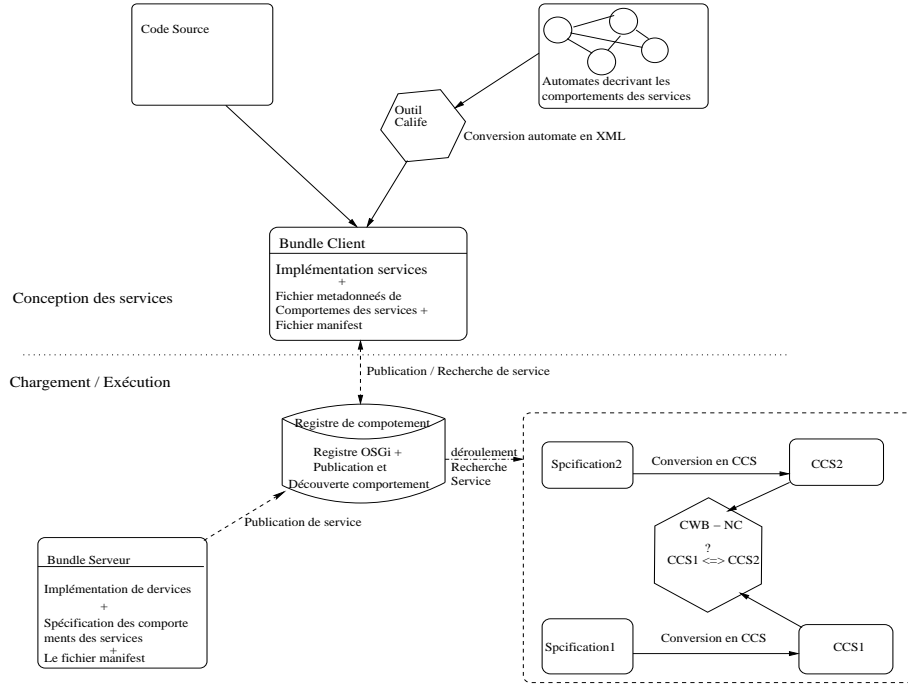 Code Source
Automates decrivant les
comportements des services
Outil
Calife
Conversion automate en XML
Bundle Client
Implémentation services
+
Fichier metadonneés de
Comportemes des services +
Fichier manifest
Conception des services
Chargement / Exécution
Publication / Recherche de service
Registre de compotement
Registre OSGi +
Publication et
Découverte comportement
déroulement
Recherche
Service
Publication de service
Bundle Serveur
Implémentation de dervices
+
Spécification des comporte
ments des services
+
Le fichier manifest
Spcification2
Conversion en CCS
CCS2
CWB – NC
?
CCS1 <=> CCS2
Spcification1
Conversion en CCS
CCS1